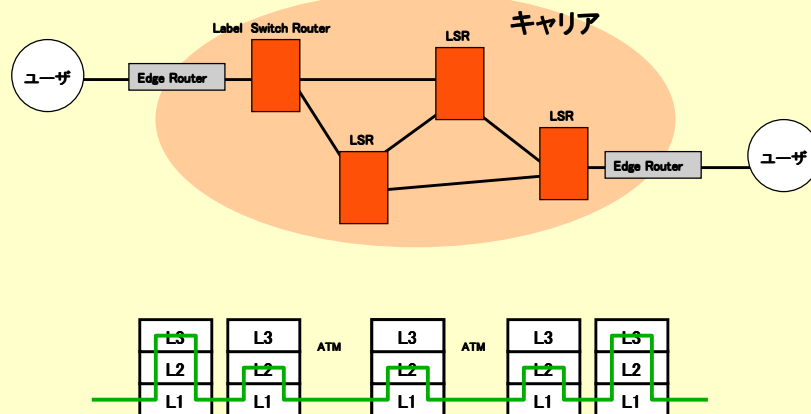 キャリア
Label Switch Router
LSR
ユーザ
Edge Router
LSR
LSR
Edge Router
ユーザ
L3 L3 ATM L3 ATM L3 L3
L2 L2 L2 L2 L2
L1 L1 L1 L1 L1